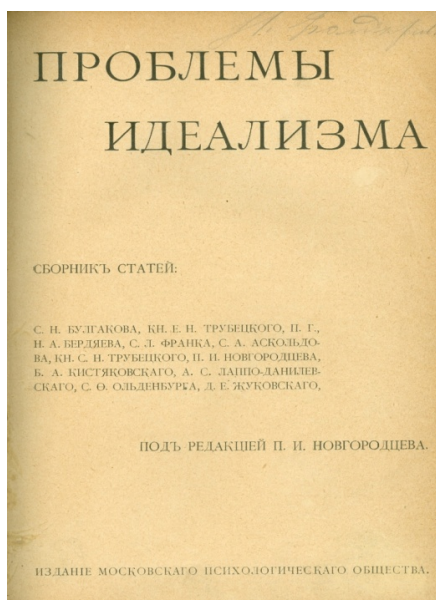 ПРОБЛЕМЫ
ИДЕАЛИЗМА
СБОРНИКЪ СТАТЕЙ:
С. Н. БУЛГАКОВА, КН. Е. Н. ТРУБЕЦКОГО, П. Г.,
Н. А. БЕРДЯЕВА, С. Л. ФРАНКА, С. А. АСКОЛЬДО-
ВА, КН. С. Н. ТРУБЕЦКОГО, П. И. НОВГОРОДЦЕВА,
Б. А. КИСТЯКОВСКАГО, А. С. ЛАППО-ДАНИЛЕВ-
СКАГО, С. Ѳ. ОЛЬДЕНБУРГА, Д. Е. ЖУКОВСКАГО,
ПОДЪ РЕДАКЦІЕЙ П. И. НОВГОРОДЦЕВА.
ИЗДАНІЕ МОСКОВСКАГО ПСИХОЛОГИЧЕСКАГО ОБЩЕСТВА.